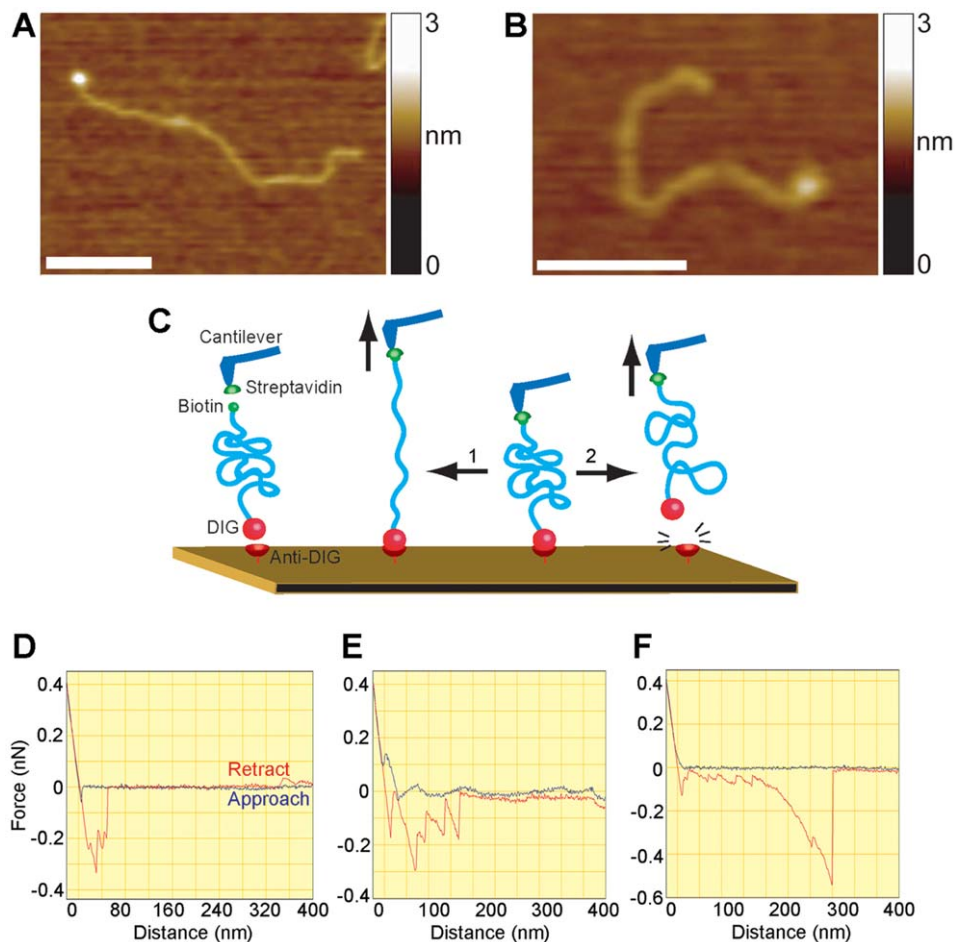 A
3
nm
0
B
3
nm
0
C
Cantilever
Streptavidin
Biotin
DIG
Anti-DIG
1
2
D
0.4
0.2
0
-0.2
-0.4
Force (nN)
Retract
Approach
0 80 160 240 320 400
Distance (nm)
E
0.4
0.2
0
-0.2
-0.4
0 100 200 300 400
Distance (nm)
F
0.4
0.2
0
-0.2
-0.4
-0.6
0 100 200 300 400
Distance (nm)